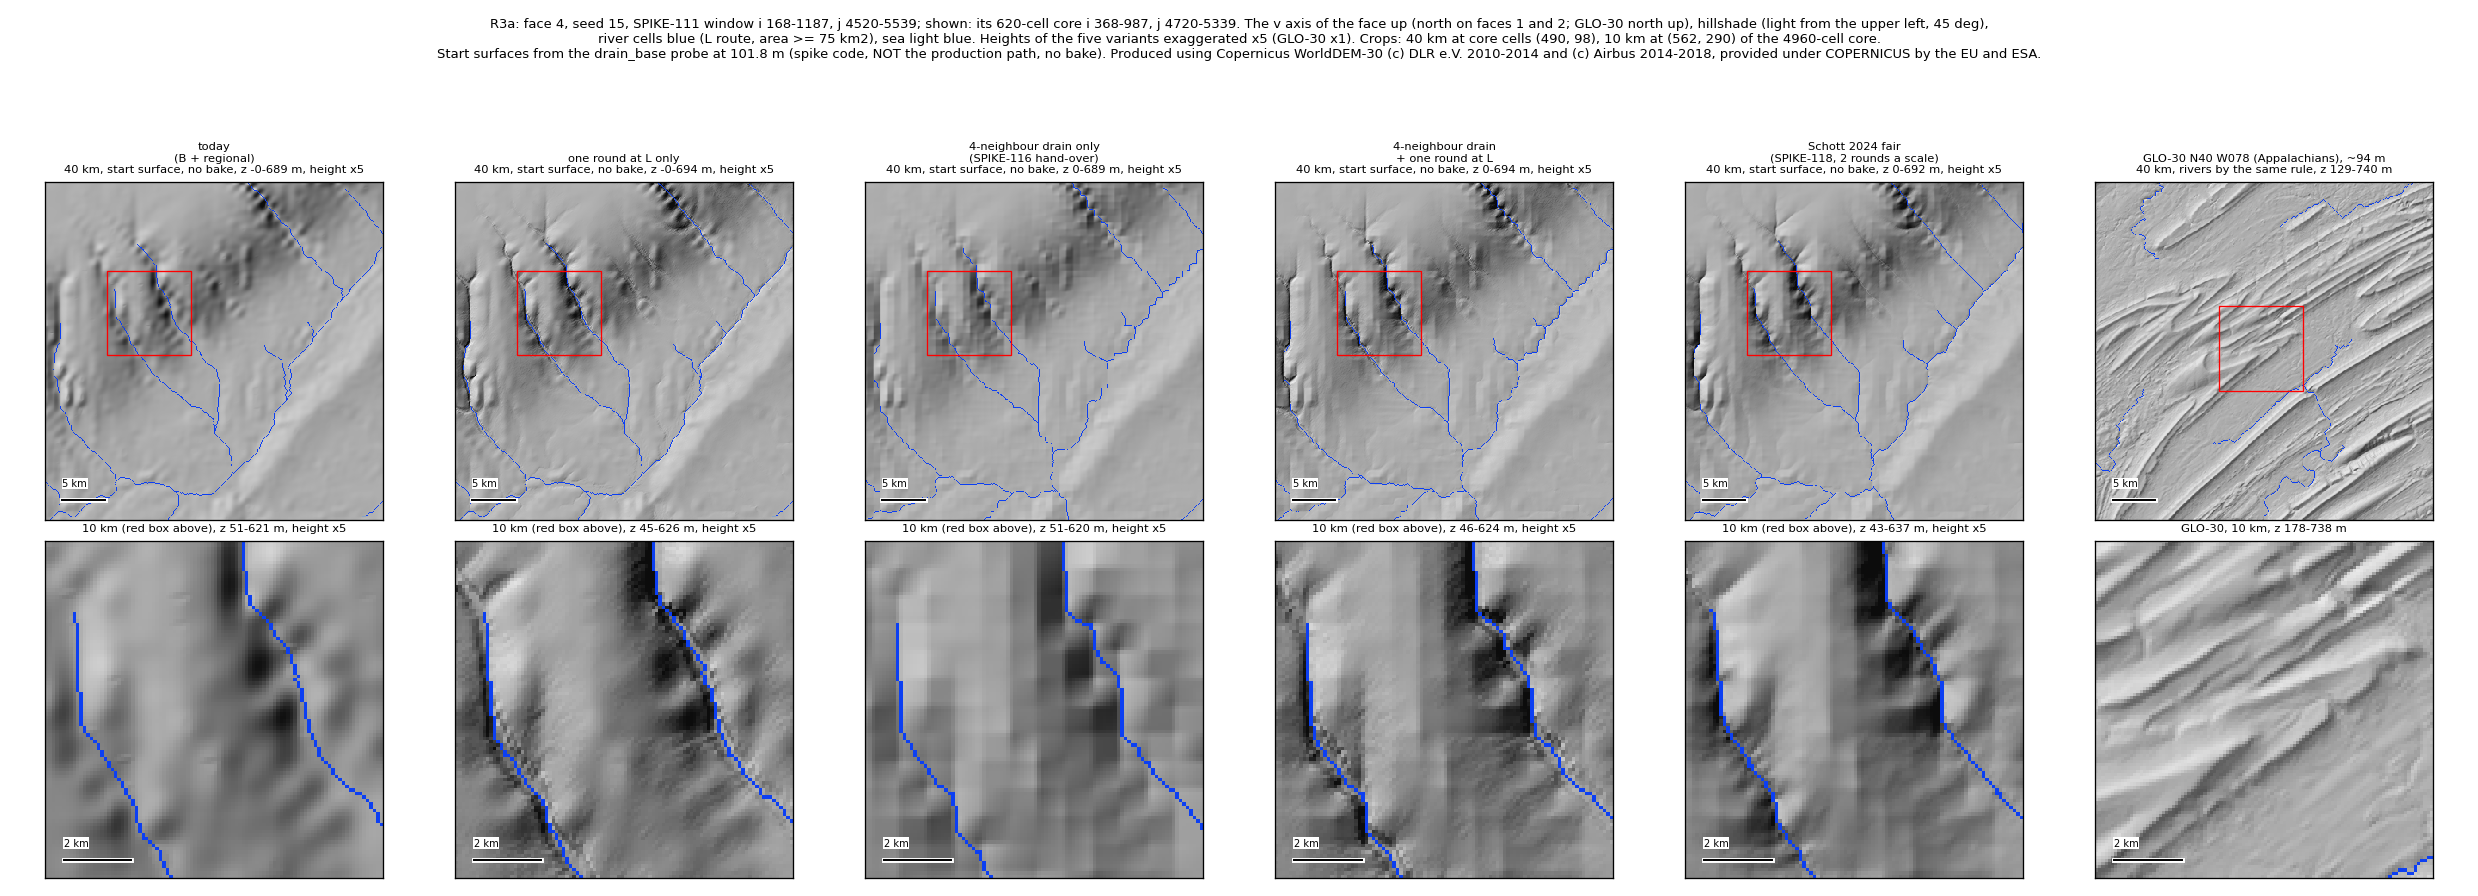 R3a: face 4, seed 15, SPIKE-111 window i 168-1187, j 4520-5539; shown: its 620-cell core i 368-987, j 4720-5339. The v axis of the face up (north on faces 1 and 2; GLO-30 north up), hillshade (light from the upper left, 45 deg),
river cells blue (L route, area >= 75 km2), sea light blue. Heights of the five variants exaggerated x5 (GLO-30 x1). Crops: 40 km at core cells (490, 98), 10 km at (562, 290) of the 4960-cell core.
Start surfaces from the drain_base probe at 101.8 m (spike code, NOT the production path, no bake). Produced using Copernicus WorldDEM-30 (c) DLR e.V. 2010-2014 and (c) Airbus 2014-2018, provided under COPERNICUS by the EU and ESA.
today
(B + regional)
40 km, start surface, no bake, z -0-689 m, height x5
one round at L only
40 km, start surface, no bake, z -0-694 m, height x5
4-neighbour drain only
(SPIKE-116 hand-over)
40 km, start surface, no bake, z 0-689 m, height x5
4-neighbour drain
+ one round at L
40 km, start surface, no bake, z 0-694 m, height x5
Schott 2024 fair
(SPIKE-118, 2 rounds a scale)
40 km, start surface, no bake, z 0-692 m, height x5
GLO-30 N40 W078 (Appalachians), ~94 m
40 km, rivers by the same rule, z 129-740 m
5 km
5 km
5 km
5 km
5 km
5 km
10 km (red box above), z 51-621 m, height x5
10 km (red box above), z 45-626 m, height x5
10 km (red box above), z 51-620 m, height x5
10 km (red box above), z 46-624 m, height x5
10 km (red box above), z 43-637 m, height x5
GLO-30, 10 km, z 178-738 m
2 km
2 km
2 km
2 km
2 km
2 km